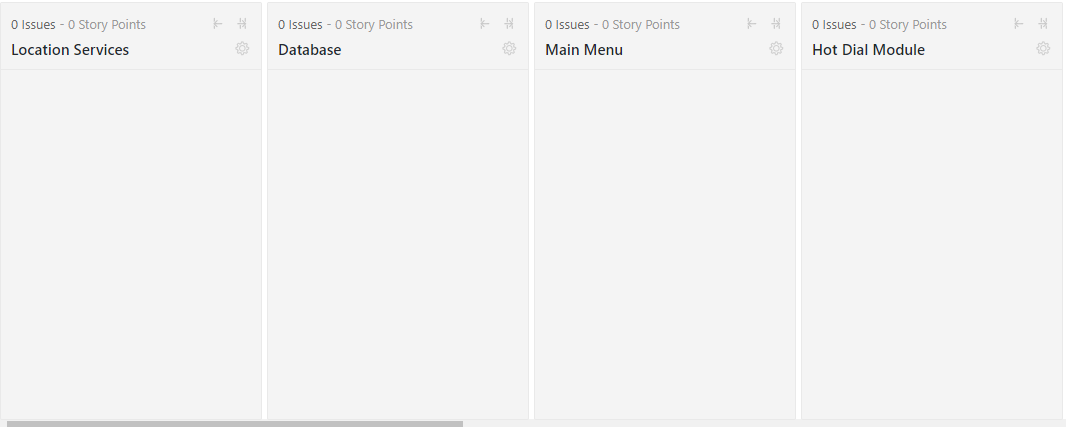 0 Issues - 0 Story Points
Location Services
0 Issues - 0 Story Points
Database
0 Issues - 0 Story Points
Main Menu
0 Issues - 0 Story Points
Hot Dial Module